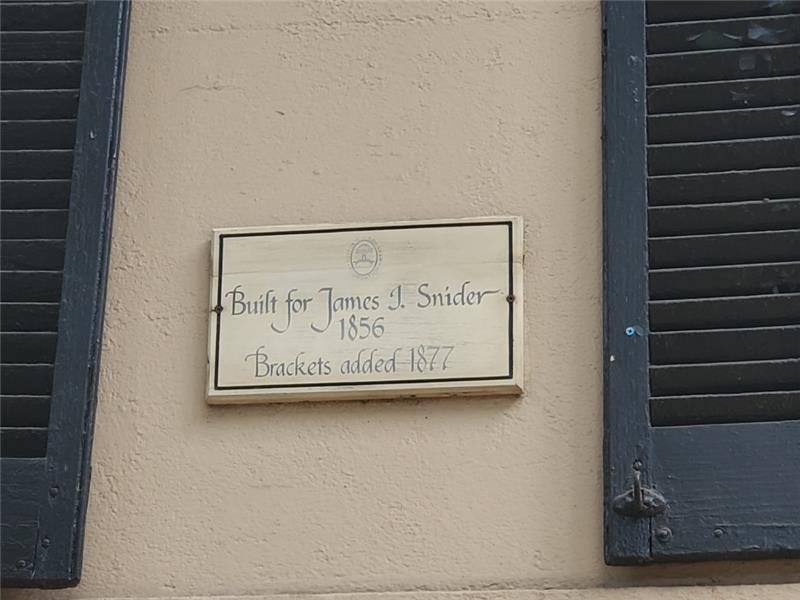 Built for James I. Snider
1856
Brackets added 1877